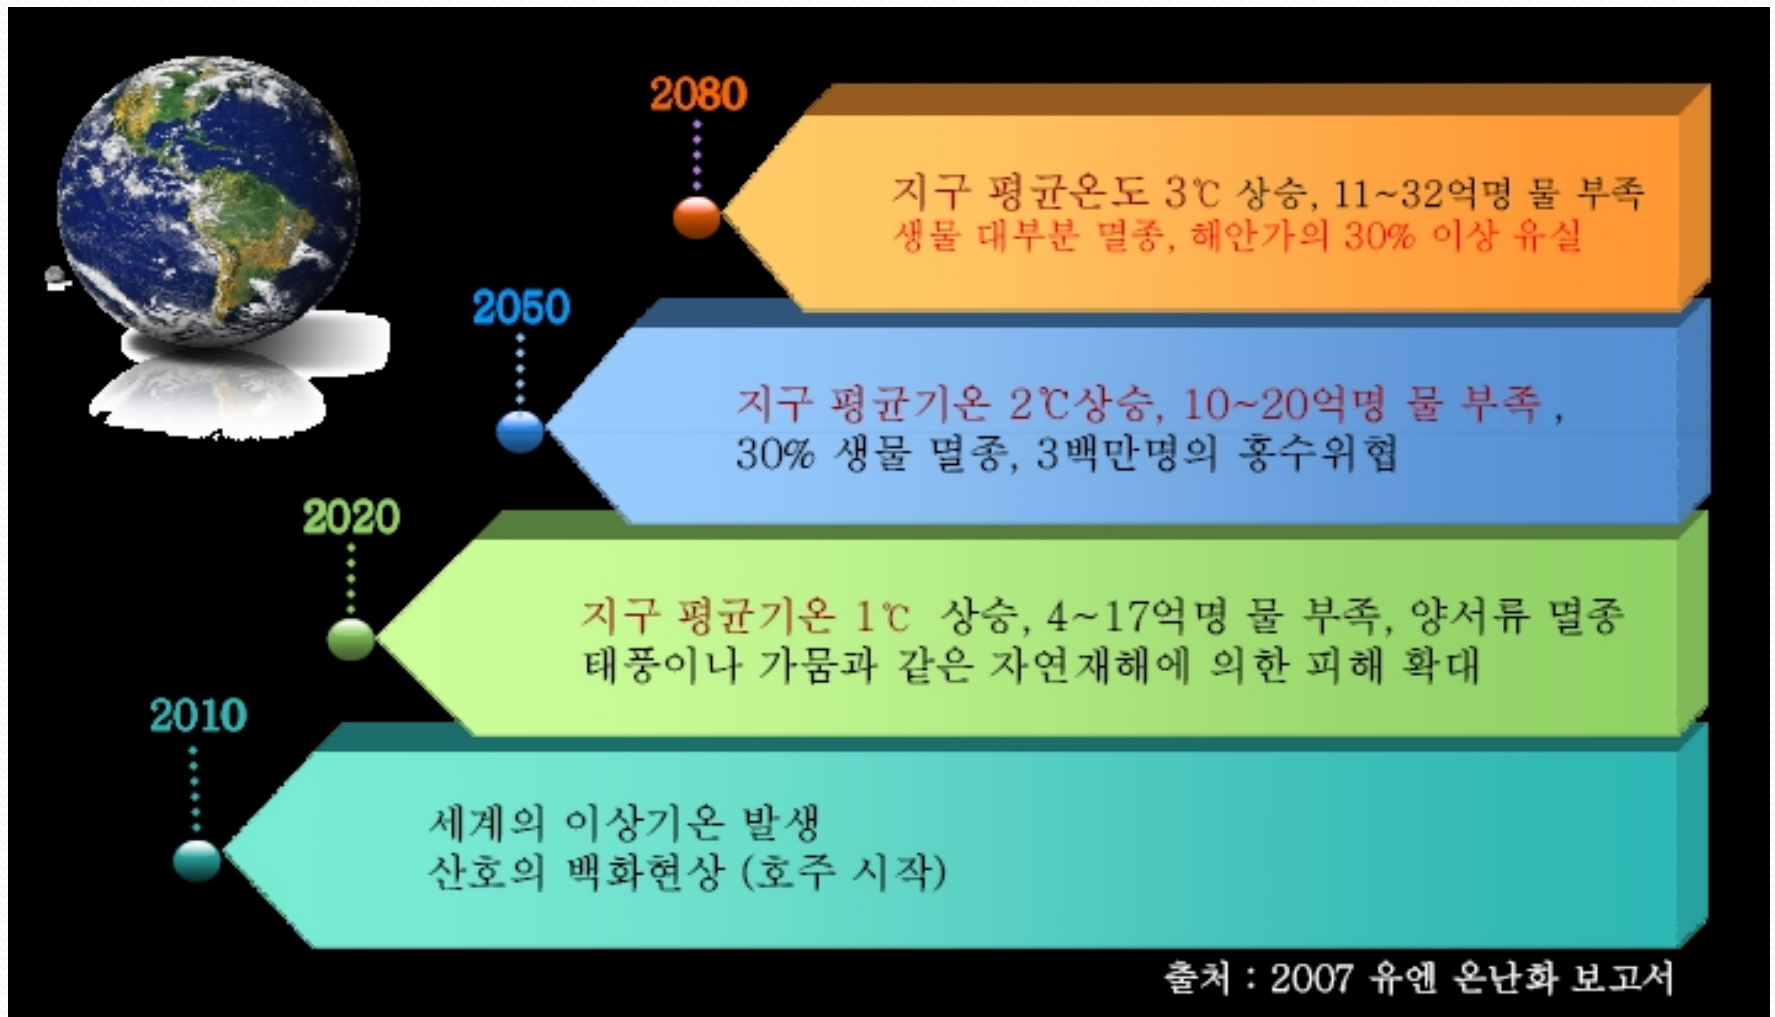 2080
지구 평균온도 3℃ 상승, 11~32억명 물 부족
생물 대부분 멸종, 해안가의 30% 이상 유실
2050
지구 평균기온 2℃상승, 10~20억명 물 부족 ,
30% 생물 멸종, 3백만명의 홍수위협
2020
지구 평균기온 1℃ 상승, 4~17억명 물 부족, 양서류 멸종
태풍이나 가뭄과 같은 자연재해에 의한 피해 확대
2010
세계의 이상기온 발생
산호의 백화현상 (호주 시작)
출처 : 2007 유엔 온난화 보고서